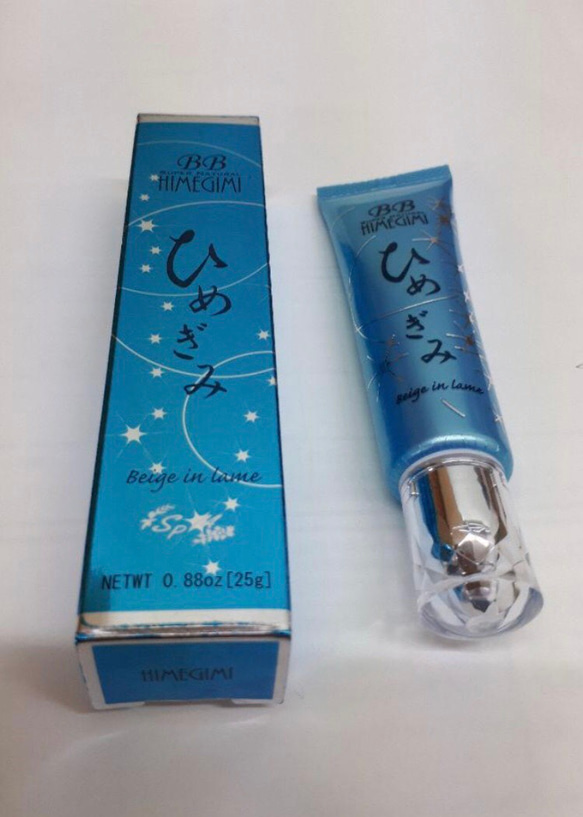 BB
SUPER NATURAL
HIMEGIMI
ひめぎみ
Beige in lame
NETWT 0.88oz[25g]
HIMEGIMI
BB
HIMEGIMI
ひめぎみ
Beige in lame